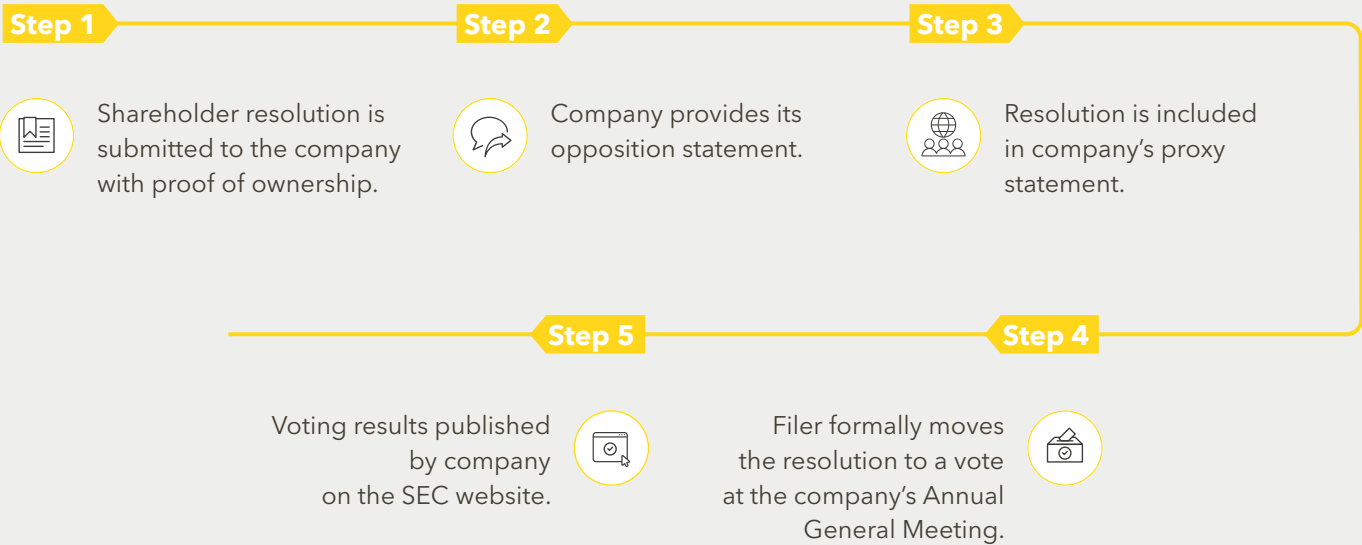 Step 1
Shareholder resolution is
submitted to the company
with proof of ownership.
Step 2
Company provides its
opposition statement.
Step 3
Resolution is included
in company’s proxy
statement.
Step 4
Filer formally moves
the resolution to a vote
at the company’s Annual
General Meeting.
Step 5
Voting results published
by company
on the SEC website.